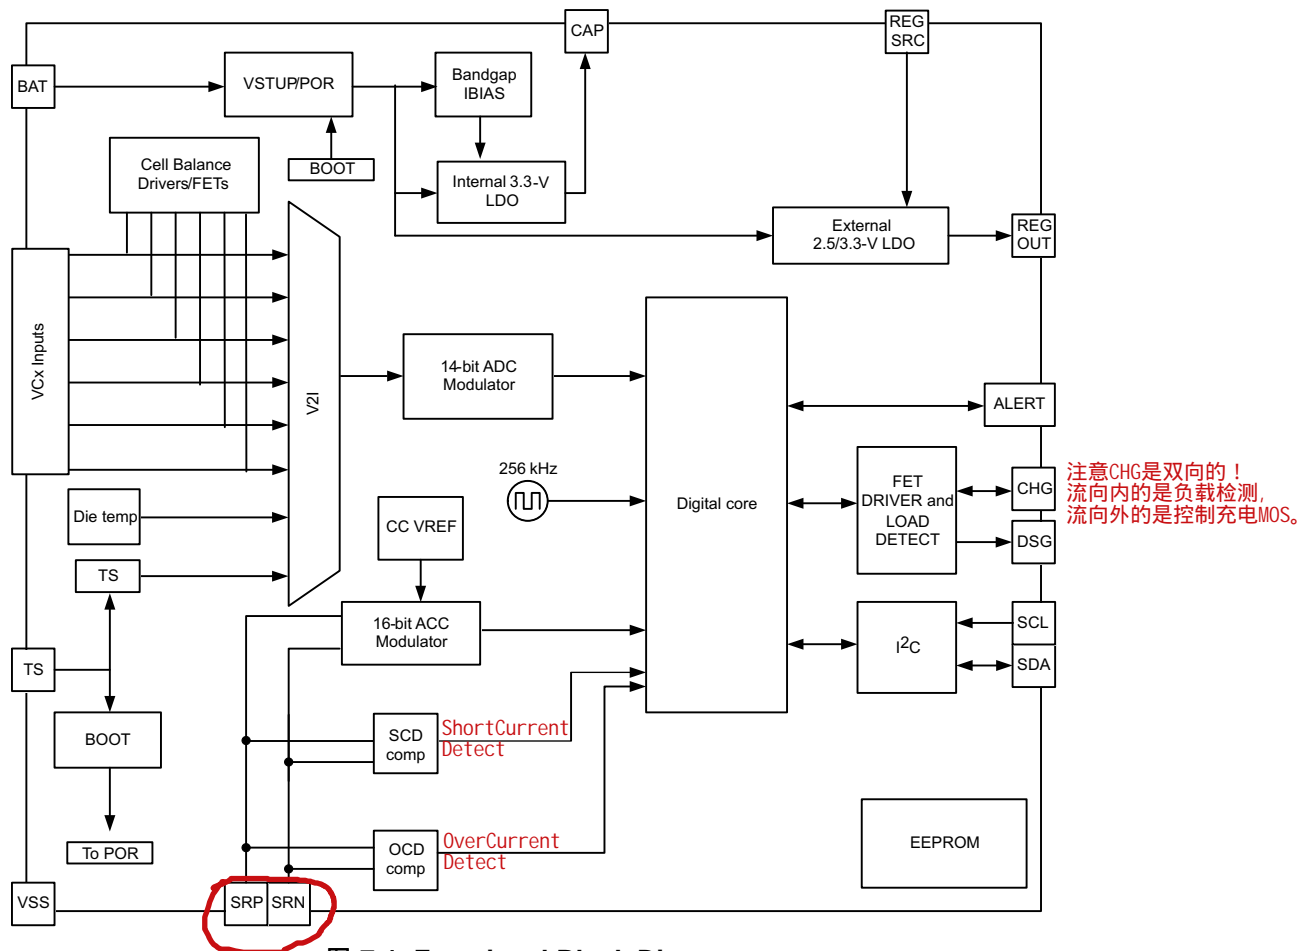 CAP
REG
SRC
BAT
VSTUP/POR
Bandgap
IBIAS
BOOT
Cell Balance
Drivers/FETs
Internal 3.3-V
LDO
External
2.5/3.3-V LDO
REG
OUT
VCx Inputs
V2I
14-bit ADC
Modulator
ALERT
256 kHz
Digital core
FET
DRIVER and
LOAD
DETECT
CHG
DSG
注意CHG是双向的！
流向内的是负载检测，
流向外的是控制充电MOS。
Die temp
CC VREF
TS
16-bit ACC
Modulator
I2C
SCL
SDA
TS
BOOT
SCD
comp
ShortCurrent
Detect
To POR
OCD
comp
OverCurrent
Detect
EEPROM
VSS
SRP
SRN